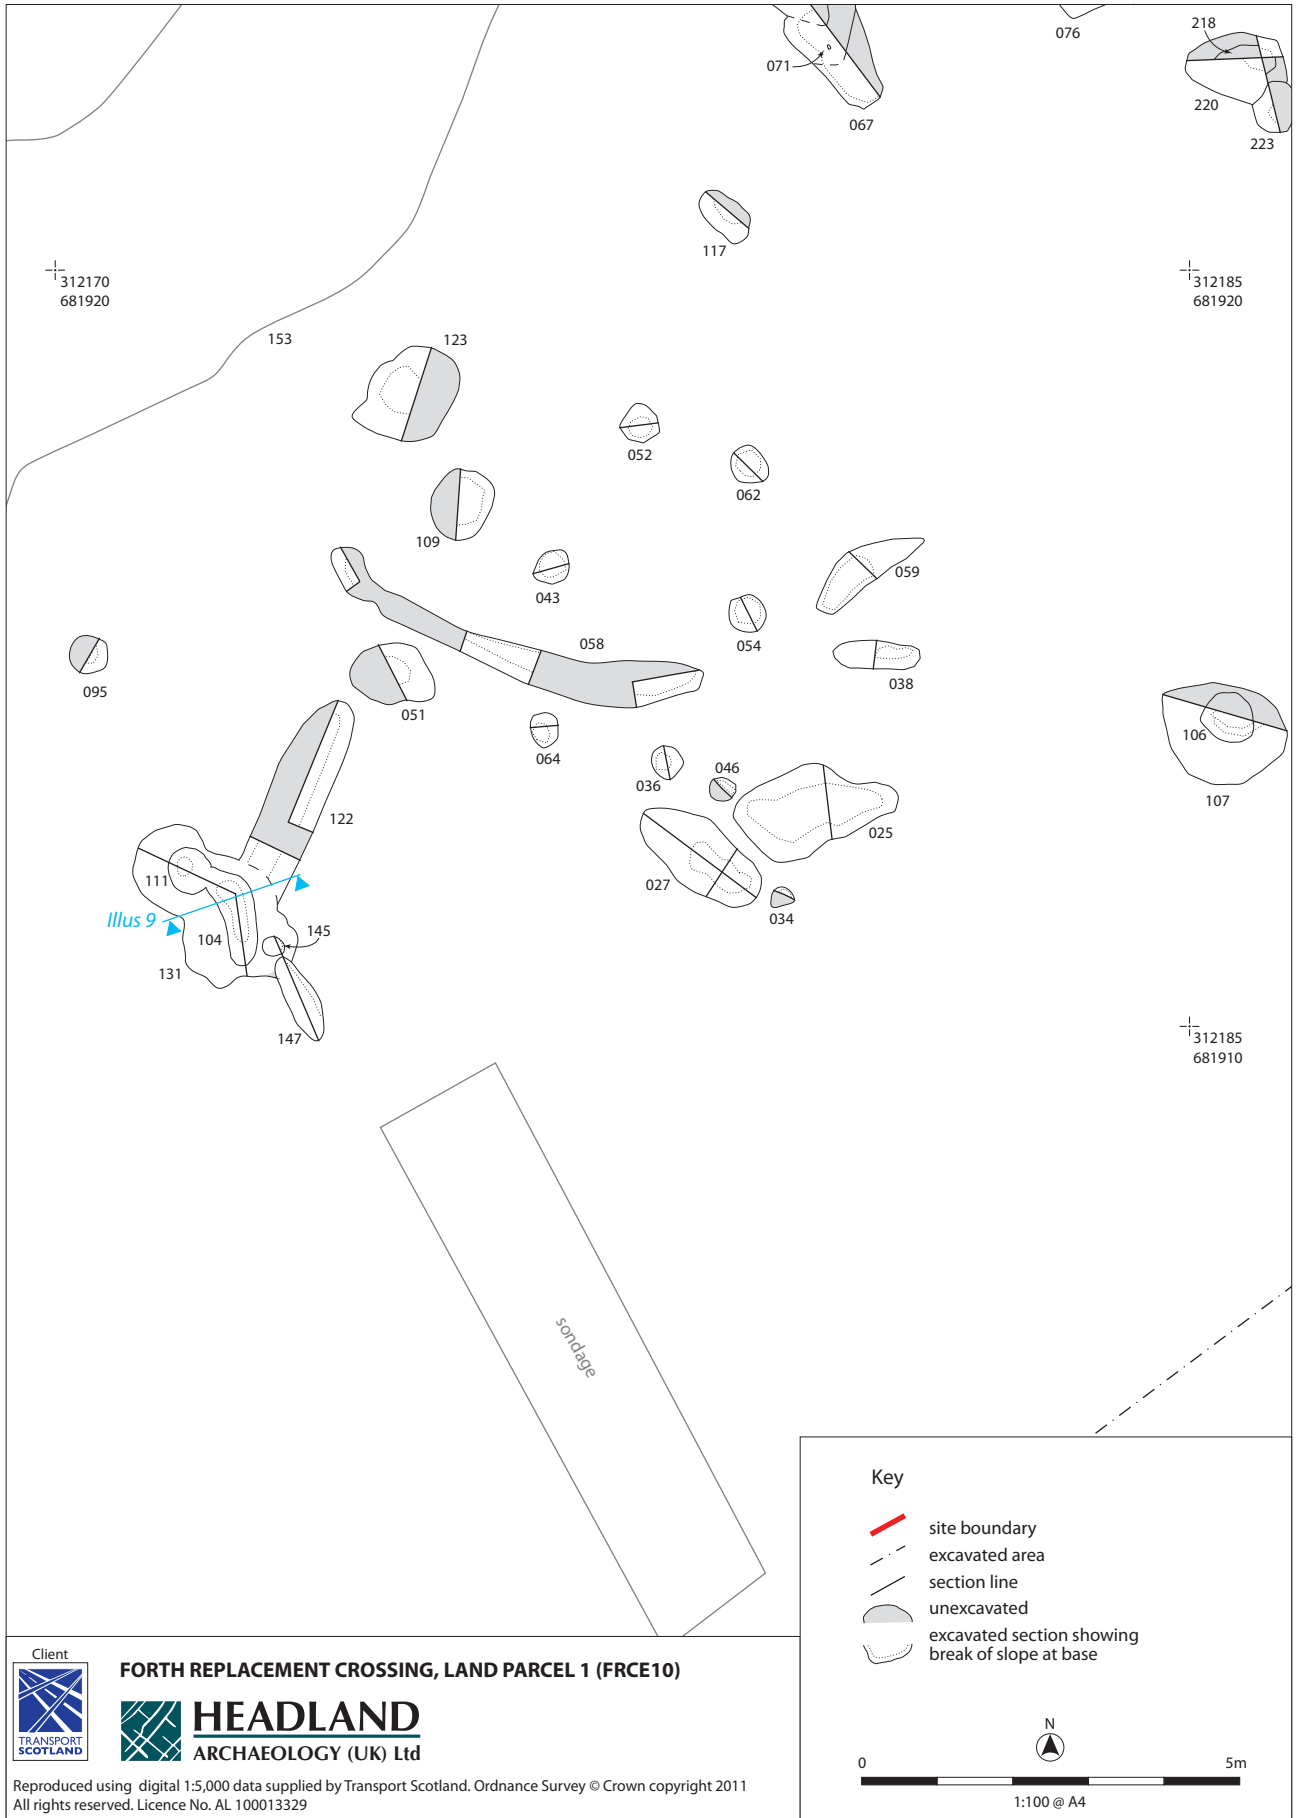 218
076
071
220
067
223
117
312170
681920
312185
681920
153
123
052
062
109
059
043
058
054
095
038
051
106
064
036
046
107
122
025
111
027
034
Illus 9
145
104
131
147
312185
681910
sondage
Key
site boundary
excavated area
section line
unexcavated
excavated section showing
break of slope at base
N
0
5m
1:100 @ A4
Client
TRANSPORT
SCOTLAND
FORTH REPLACEMENT CROSSING, LAND PARCEL 1 (FRCE10)
HEADLAND
ARCHAEOLOGY (UK) Ltd
Reproduced using digital 1:5,000 data supplied by Transport Scotland. Ordnance Survey © Crown copyright 2011
All rights reserved. Licence No. AL 100013329